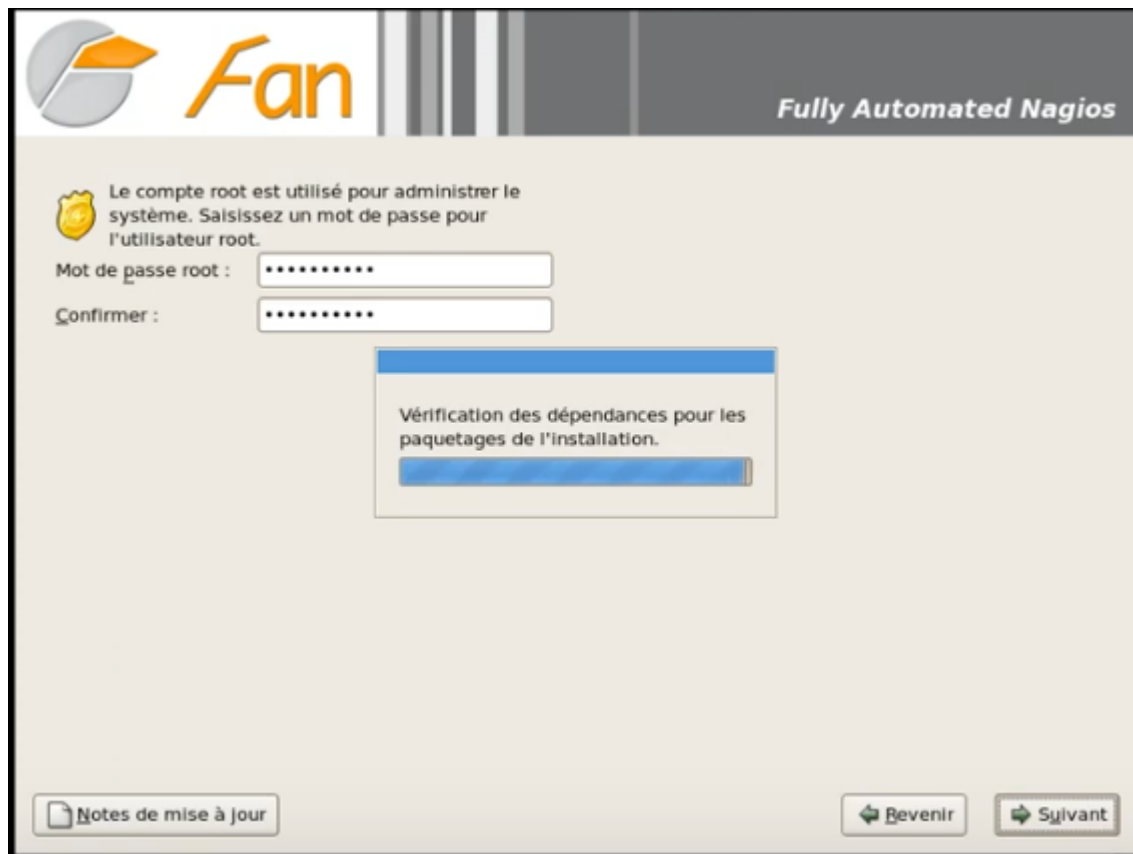 Fan
Fully Automated Nagios
Le compte root est utilisé pour administrer le
système. Saisissez un mot de passe pour
l'utilisateur root.
Mot de passe root : ••••••••••
Confirmer : ••••••••••
Vérification des dépendances pour les
paquetages de l'installation.
Notes de mise à jour
Revenir
Suivant